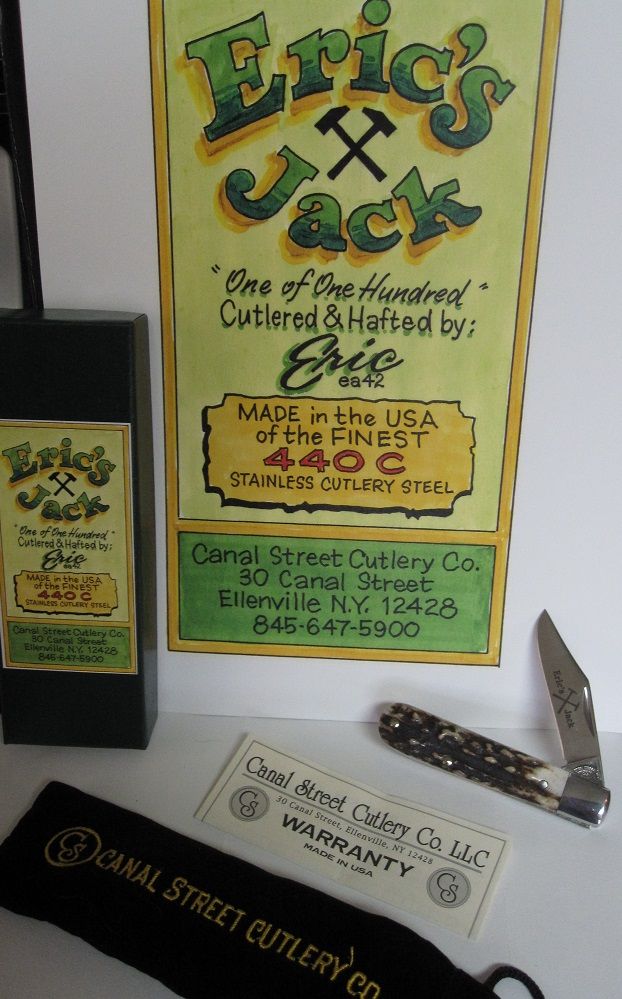 Eric's
Jack
"One of One Hundred"
Cutlered & Hafted by:
Eric
ea42
MADE in the USA
of the FINEST
440 C
STAINLESS CUTLERY STEEL
Canal Street Cutlery Co.
30 Canal Street
Ellenville N.Y. 12428
845-647-5900
Eric's
Jack
"One of One Hundred"
Cutlered & Hafted by:
Eric
ea42
MADE in the USA
of the FINEST
440 C
STAINLESS CUTLERY STEEL
Canal Street Cutlery Co.
30 Canal Street
Ellenville N.Y. 12428
845-647-5900
Eric's
Jack
Canal Street Cutlery Co. LLC
30 Canal Street, Ellenville, NY 12428
CS
WARRANTY
MADE IN USA
CS
CS CANAL STREET CUTLERY CO